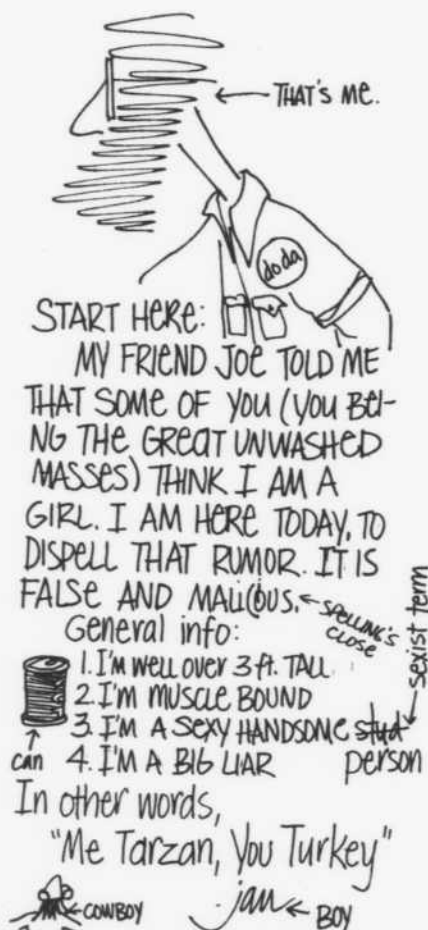 THAT'S Me.
do da
START HeRe:
MY FRIEND JOE TOLD ME
THAT SOME OF YOU (YOU BEI-
NG THE GREAT UNWASHED
MASSES) THINK I AM A
GIRL. I AM HERE TODAY, TO
DISPELL THAT RUMOR. IT IS
FALSe AND MALICOUS. ← SPELLING'S
CLOSE
General info:
1. I'M WELL OVER 3 ft. TALL
2. I'M MUSCLE BOUND
3. I'M A SEXY HANDSOME stud
sexist term
can
4. I'M A BIG LIAR person
In other words,
"Me Tarzan, You Turkey"
← COWBOY
jan ← BOY